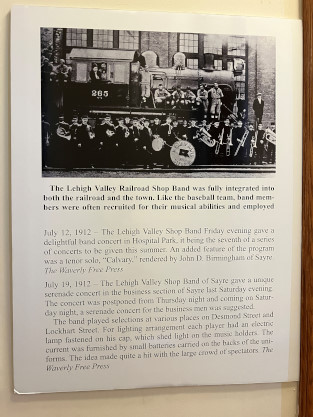 265
The Lehigh Valley Railroad Shop Band was fully integrated into
both the railroad and the town. Like the baseball team, band mem-
bers were often recruited for their musical abilities and employed
July 12, 1912 – The Lehigh Valley Shop Band Friday evening gave a
delightful band concert in Hospital Park, it being the seventh of a series
of concerts to be given this summer. An added feature of the program
was a tenor solo, "Calvary," rendered by John D. Birmingham of Sayre.
The Waverly Free Press
July 19, 1912 – The Lehigh Valley Shop Band of Sayre gave a unique
serenade concert in the business section of Sayre last Saturday evening.
The concert was postponed from Thursday night and coming on Satur-
day night, a serenade concert for the business men was suggested.
The band played selections at various places on Desmond Street and
Lockhart Street. For lighting arrangement each player had an electric
lamp fastened on his cap, which shed light on the music holders. The
current was furnished by small batteries carried on the backs of the uni-
forms. The idea made quite a hit with the large crowd of spectators. The
Waverly Free Press